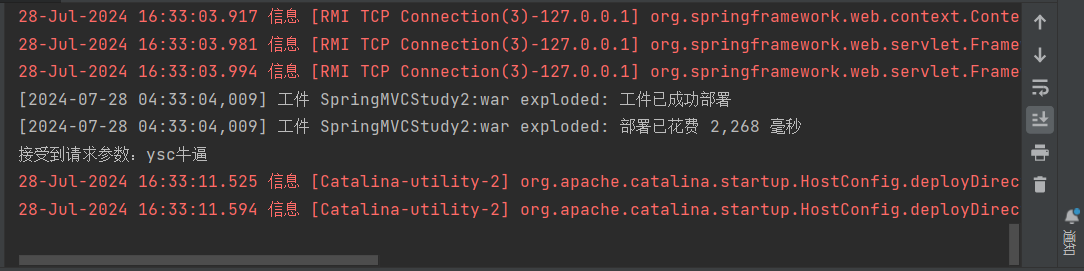 28-Jul-2024 16:33:03.917 信息 [RMI TCP Connection(3)-127.0.0.1] org.springframework.web.context.Conte
28-Jul-2024 16:33:03.981 信息 [RMI TCP Connection(3)-127.0.0.1] org.springframework.web.servlet.Frame
28-Jul-2024 16:33:03.994 信息 [RMI TCP Connection(3)-127.0.0.1] org.springframework.web.servlet.Frame
[2024-07-28 04:33:04,009] 工件 SpringMVCStudy2:war exploded: 工件已成功部署
[2024-07-28 04:33:04,009] 工件 SpringMVCStudy2:war exploded: 部署已花费 2,268 毫秒
接受到请求参数：ysc牛逼
28-Jul-2024 16:33:11.525 信息 [Catalina-utility-2] org.apache.catalina.startup.HostConfig.deployDirec
28-Jul-2024 16:33:11.594 信息 [Catalina-utility-2] org.apache.catalina.startup.HostConfig.deployDirec
通知